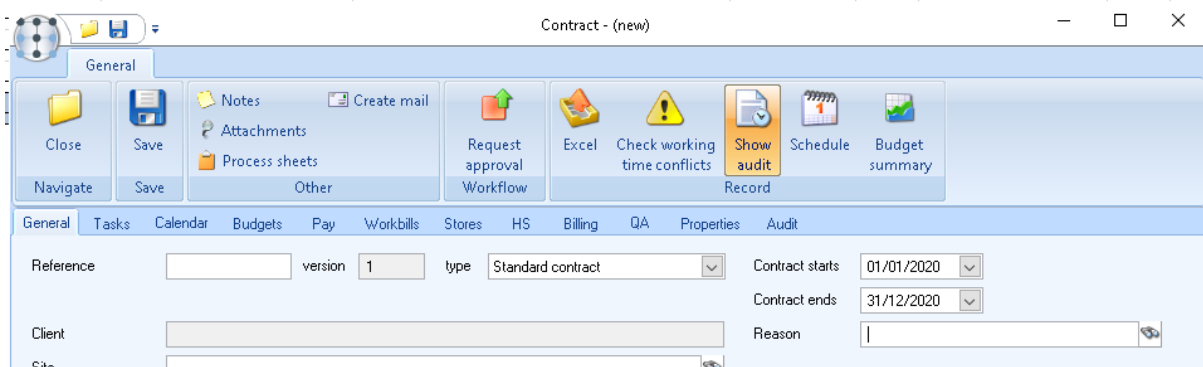 Contract - (new)
General
Notes Create mail
Attachments
Process sheets
Close Save Request approval Excel Check working time conflicts Show audit Schedule Budget summary
Navigate Save Other Workflow Record
General Tasks Calendar Budgets Pay Workbills Stores HS Billing QA Properties Audit
Reference version 1 type Standard contract Contract starts 01/01/2020
Contract ends 31/12/2020
Client Reason
Site